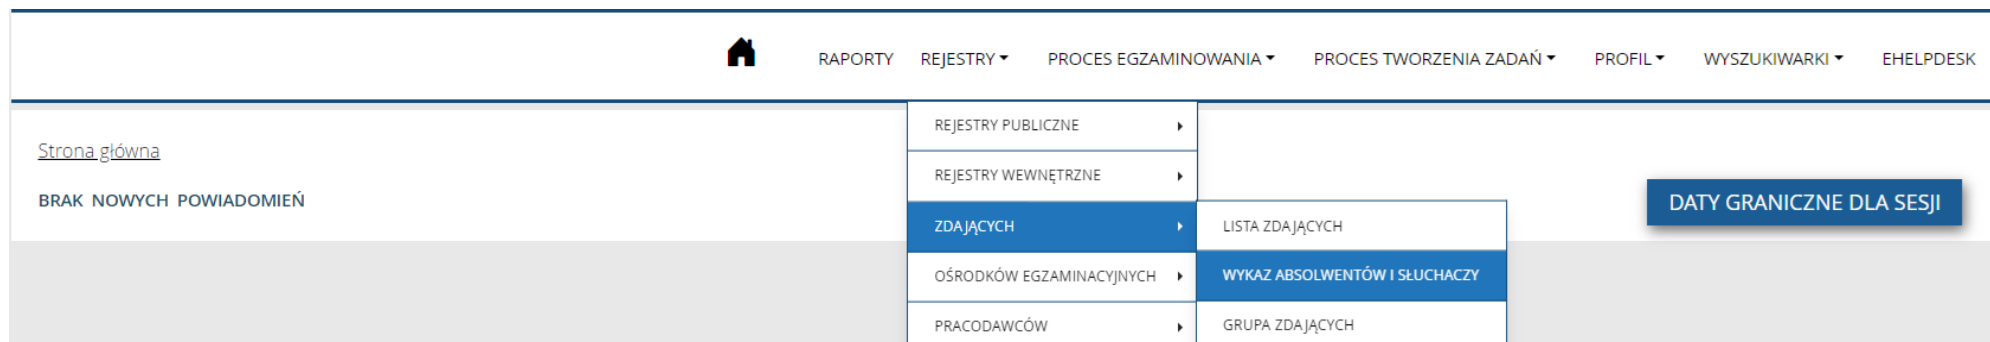 RAPORTY REJESTRY PROCES EGZAMINOWANIA PROCES TWORZENIA ZADAŃ PROFIL WYSZUKIWARKI EHELPDESK
REJESTRY PUBLICZNE
Strona główna
REJESTRY WEWNĘTRZNE
BRAK NOWYCH POWIADOMIEŃ
DATY GRANICZNE DLA SESJI
ZDAJĄCYCH
LISTA ZDAJĄCYCH
OŚRODKÓW EGZAMINACYJNYCH
WYKAZ ABSOLWENTÓW I SŁUCHACZY
PRACODAWCÓW
GRUPA ZDAJĄCYCH